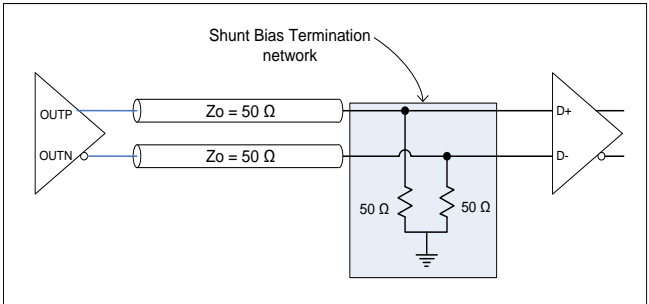 Shunt Bias Termination
network
OUTP
Zo = 50 Ω
D+
OUTN
Zo = 50 Ω
D-
50 Ω
50 Ω